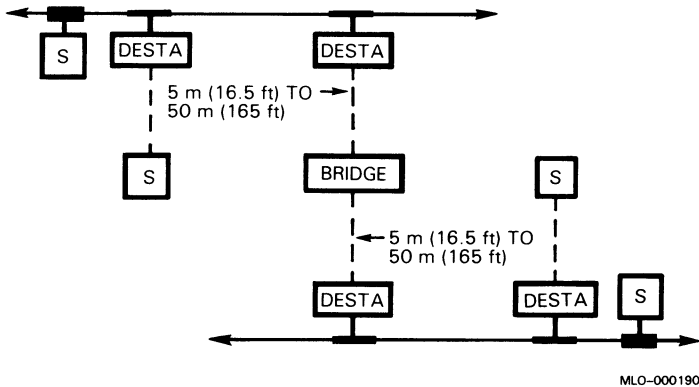 S
DESTA
DESTA
5 m (16.5 ft) TO
50 m (165 ft)
S
BRIDGE
S
5 m (16.5 ft) TO
50 m (165 ft)
DESTA
DESTA
S
MLO-000190